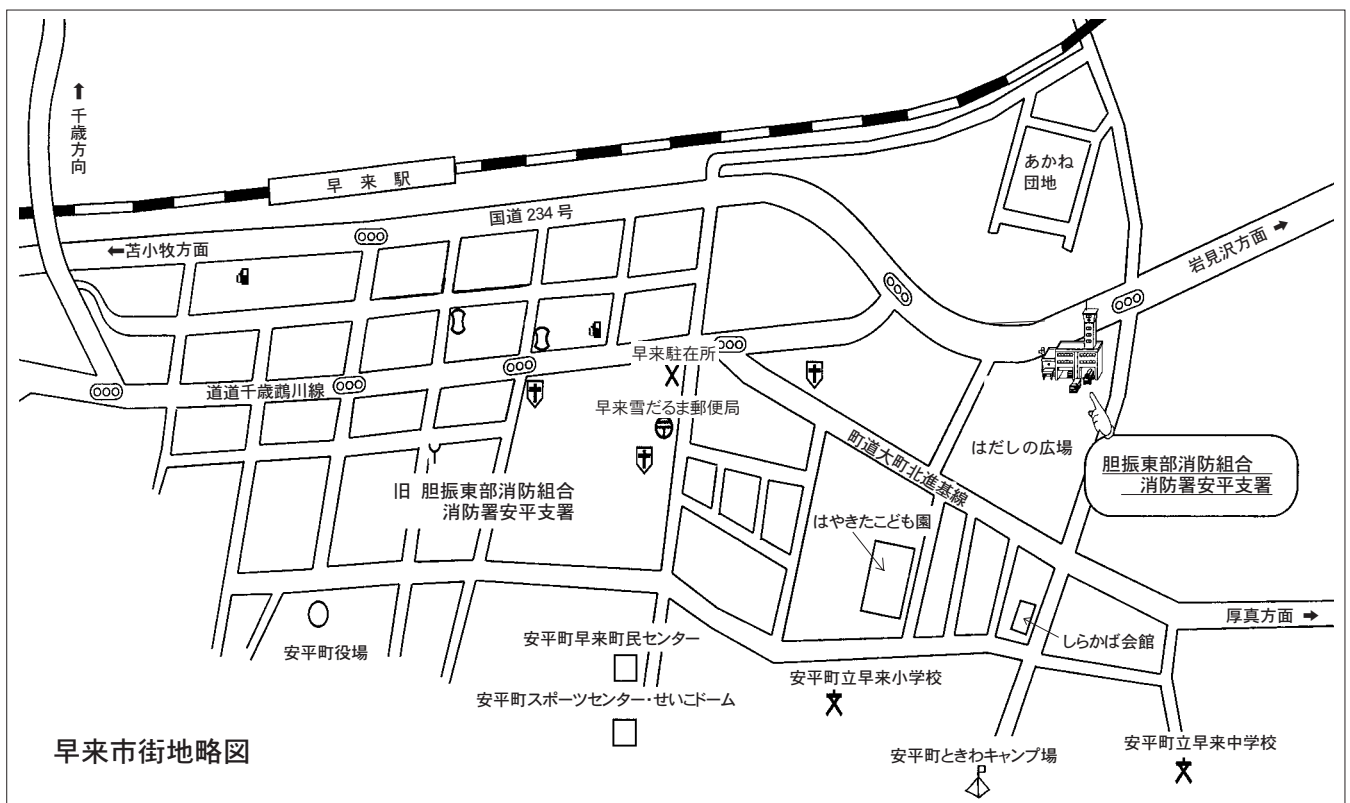 千歳方向
早来駅
国道234号
←苫小牧方面
あかね
団地
岩見沢方面→
早来駐在所
道道千歳鵡川線
早来雪だるま郵便局
町道大町北進基線
はだしの広場
胆振東部消防組合
消防署安平支署
旧 胆振東部消防組合
消防署安平支署
はやきたこども園
厚真方面→
しらかば会館
安平町役場
安平町早来町民センター
安平町立早来小学校
安平町スポーツセンター・せいこドーム
安平町ときわキャンプ場
安平町立早来中学校
早来市街地略図